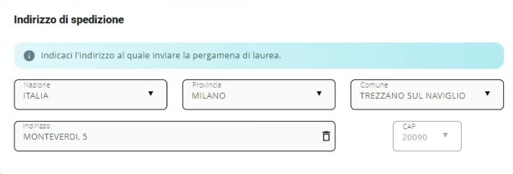 Indirizzo di spedizione
Indicaci l'indirizzo al quale inviare la pergamena di laurea.
Nazione Provincia Comune
ITALIA MILANO TREZZANO SUL NAVIGLIO
Indirizzo CAP
MONTEVERDI, 5 20090